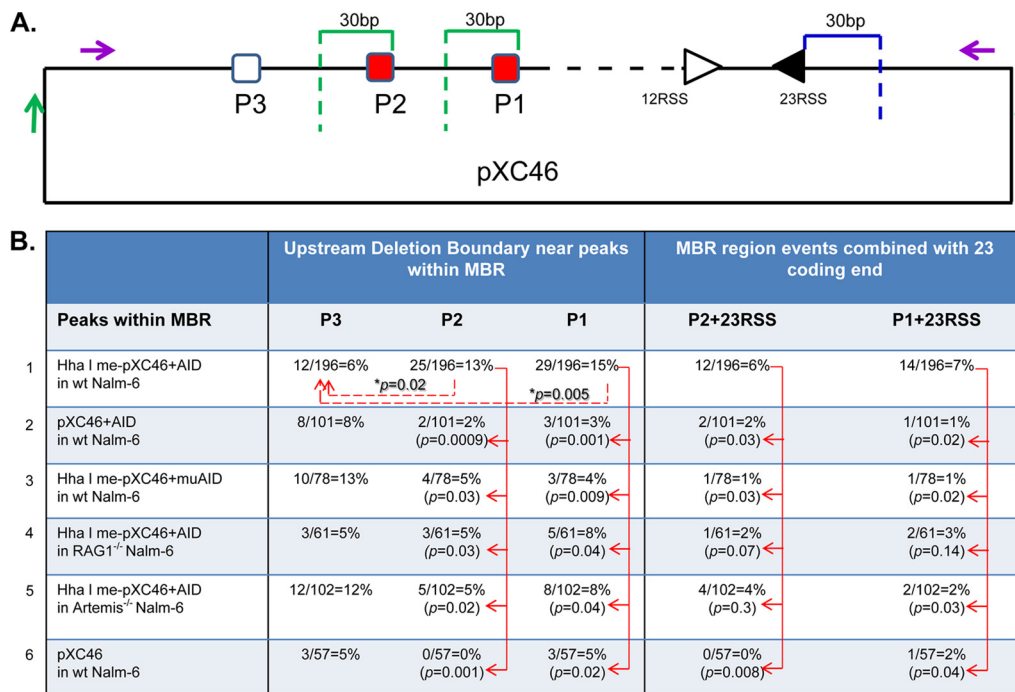 A.
30bp
30bp
30bp
P3
P2
P1
12RSS
23RSS
pXC46
B.
Upstream Deletion Boundary near peaks within MBR
MBR region events combined with 23 coding end
Peaks within MBR
P3
P2
P1
P2+23RSS
P1+23RSS
1
Hha I me-pXC46+AID
in wt Nalm-6
12/196=6%
25/196=13%
29/196=15%
12/196=6%
14/196=7%
*p=0.02
*p=0.005
2
pXC46+AID
in wt Nalm-6
8/101=8%
2/101=2%
(p=0.0009)
3/101=3%
(p=0.001)
2/101=2%
(p=0.03)
1/101=1%
(p=0.02)
3
Hha I me-pXC46+muAID
in wt Nalm-6
10/78=13%
4/78=5%
(p=0.03)
3/78=4%
(p=0.009)
1/78=1%
(p=0.03)
1/78=1%
(p=0.02)
4
Hha I me-pXC46+AID
in RAG1-/- Nalm-6
3/61=5%
3/61=5%
(p=0.03)
5/61=8%
(p=0.04)
1/61=2%
(p=0.07)
2/61=3%
(p=0.14)
5
Hha I me-pXC46+AID
in Artemis-/- Nalm-6
12/102=12%
5/102=5%
(p=0.02)
8/102=8%
(p=0.04)
4/102=4%
(p=0.3)
2/102=2%
(p=0.03)
6
pXC46
in wt Nalm-6
3/57=5%
0/57=0%
(p=0.001)
3/57=5%
(p=0.02)
0/57=0%
(p=0.008)
1/57=2%
(p=0.04)